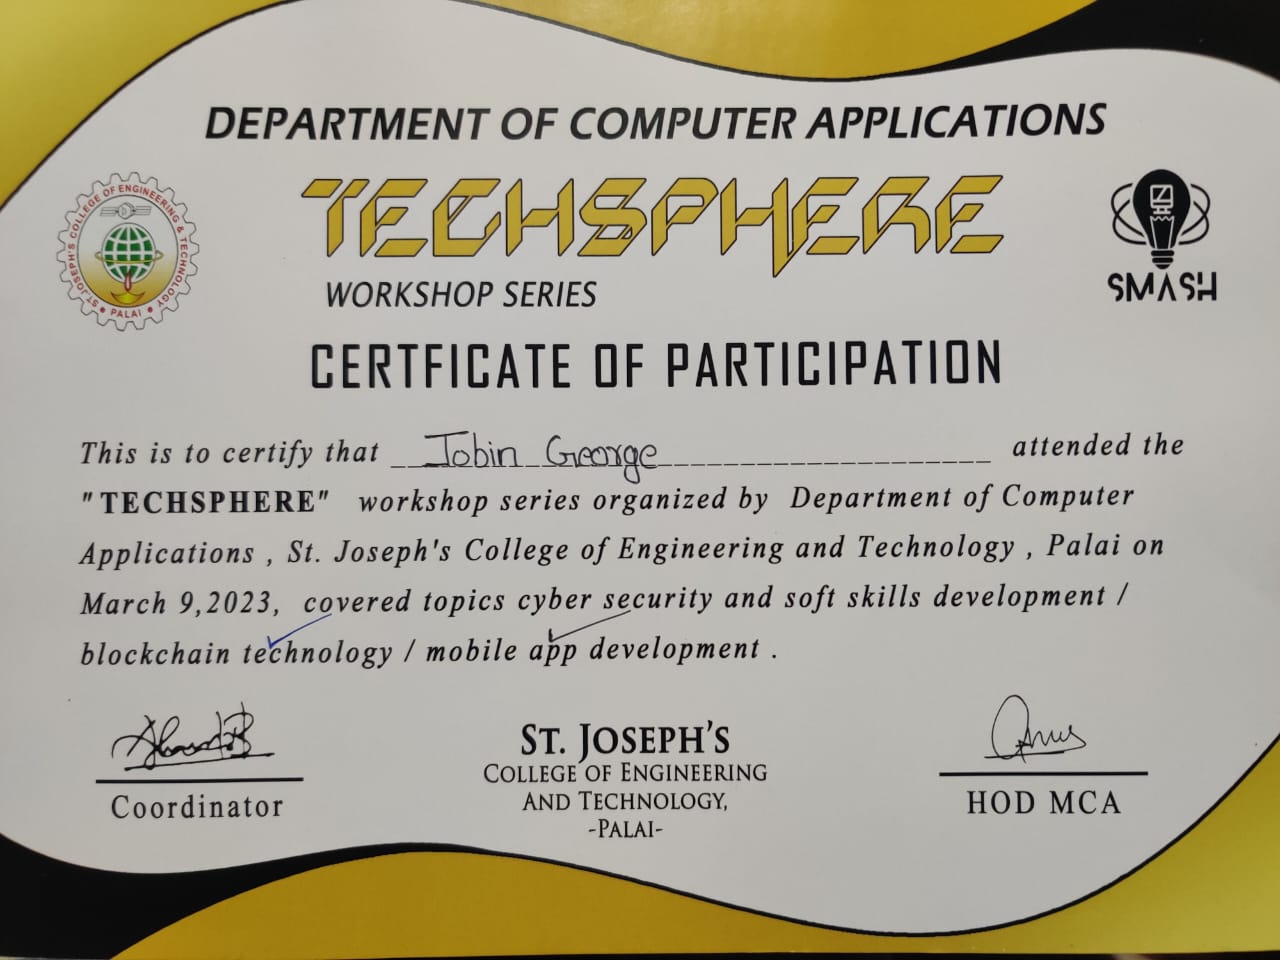 DEPARTMENT OF COMPUTER APPLICATIONS
ST.JOSEPH'S COLLEGE OF ENGINEERING & TECHNOLOGY
• PALAI •
TECHSPHERE
SMASH
WORKSHOP SERIES
CERTFICATE OF PARTICIPATION
This is to certify that Jobin George attended the
"TECHSPHERE" workshop series organized by Department of Computer
Applications , St. Joseph's College of Engineering and Technology , Palai on
March 9,2023, covered topics cyber security and soft skills development /
blockchain technology / mobile app development .
Coordinator
ST. JOSEPH'S
COLLEGE OF ENGINEERING
AND TECHNOLOGY,
-PALAI-
HOD MCA